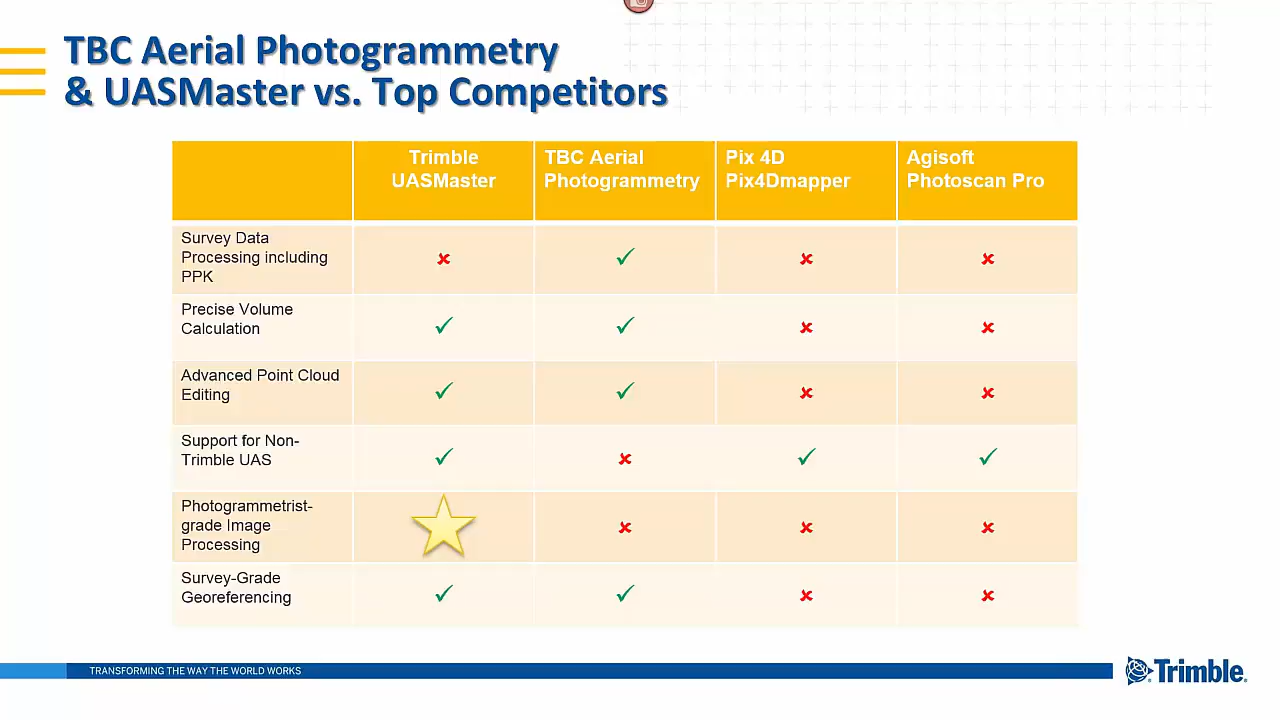 TBC Aerial Photogrammetry
& UASMaster vs. Top Competitors
Trimble
UASMaster
TBC Aerial
Photogrammetry
Pix 4D
Pix4Dmapper
Agisoft
Photoscan Pro
Survey Data
Processing including
PPK
✘ ✓ ✘ ✘
Precise Volume
Calculation
✓ ✓ ✘ ✘
Advanced Point Cloud
Editing
✓ ✓ ✘ ✘
Support for Non-
Trimble UAS
✓ ✘ ✓ ✓
Photogrammetrist-
grade Image
Processing
✘ ✘ ✘
Survey-Grade
Georeferencing
✓ ✓ ✘ ✘
TRANSFORMING THE WAY THE WORLD WORKS
Trimble